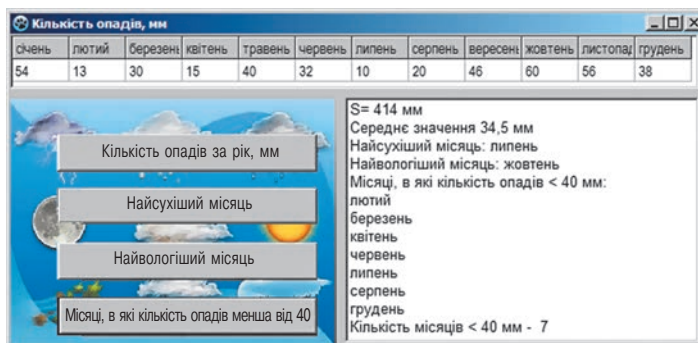 Кількість опадів, мм
січень лютий березень квітень травень червень липень серпень вересень жовтень листопад грудень
54 13 30 15 40 32 10 20 46 60 56 38
Кількість опадів за рік, мм
Найсухіший місяць
Найвологіший місяць
Місяці, в які кількість опадів менша від 40
S= 414 мм
Середнє значення 34,5 мм
Найсухіший місяць: липень
Найвологіший місяць: жовтень
Місяці, в які кількість опадів < 40 мм:
лютий
березень
квітень
червень
липень
серпень
грудень
Кількість місяців < 40 мм - 7